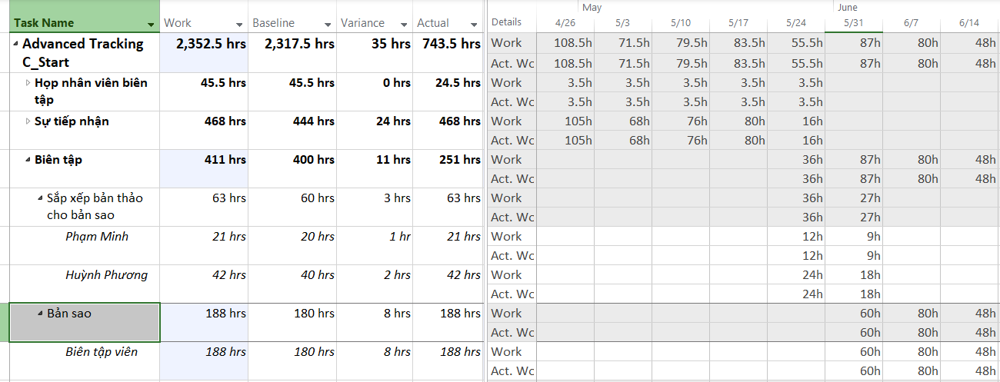 May June
Task Name Work Baseline Variance Actual Details 4/26 5/3 5/10 5/17 5/24 5/31 6/7 6/14
Advanced Tracking 2,352.5 hrs 2,317.5 hrs 35 hrs 743.5 hrs Work 108.5h 71.5h 79.5h 83.5h 55.5h 87h 80h 48h
C_Start Act. Wc 108.5h 71.5h 79.5h 83.5h 55.5h 87h 80h 48h
Họp nhân viên biên 45.5 hrs 45.5 hrs 0 hrs 24.5 hrs Work 3.5h 3.5h 3.5h 3.5h 3.5h
tập Act. Wc 3.5h 3.5h 3.5h 3.5h 3.5h
Sự tiếp nhận 468 hrs 444 hrs 24 hrs 468 hrs Work 105h 68h 76h 80h 16h
Act. Wc 105h 68h 76h 80h 16h
Biên tập 411 hrs 400 hrs 11 hrs 251 hrs Work 36h 87h 80h 48h
Act. Wc 36h 87h 80h 48h
Sắp xếp bản thảo 63 hrs 60 hrs 3 hrs 63 hrs Work 36h 27h
cho bản sao Act. Wc 36h 27h
Phạm Minh 21 hrs 20 hrs 1 hr 21 hrs Work 12h 9h
Act. Wc 12h 9h
Huỳnh Phương 42 hrs 40 hrs 2 hrs 42 hrs Work 24h 18h
Act. Wc 24h 18h
Bản sao 188 hrs 180 hrs 8 hrs 188 hrs Work 60h 80h 48h
Act. Wc 60h 80h 48h
Biên tập viên 188 hrs 180 hrs 8 hrs 188 hrs Work 60h 80h 48h
Act. Wc 60h 80h 48h